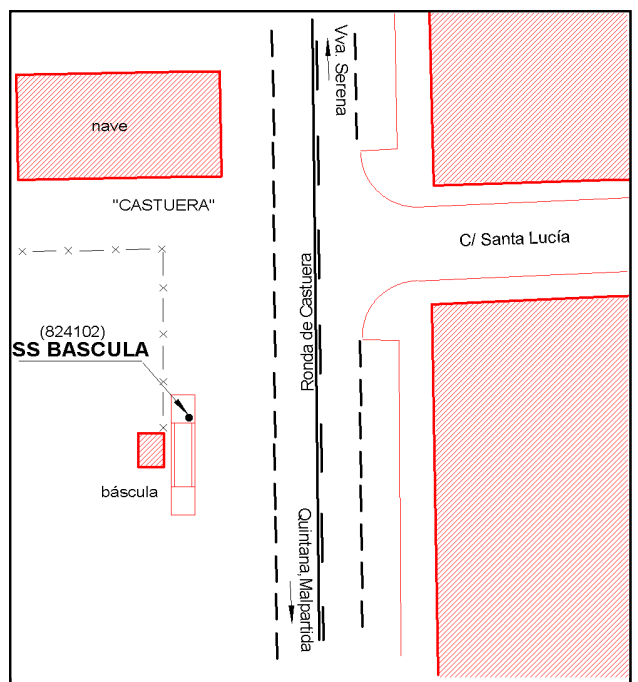 Vva. Serena
nave
"CASTUERA"
C/ Santa Lucía
Ronda de Castuera
(824102)
SS BASCULA
báscula
Quintana,Malpartida